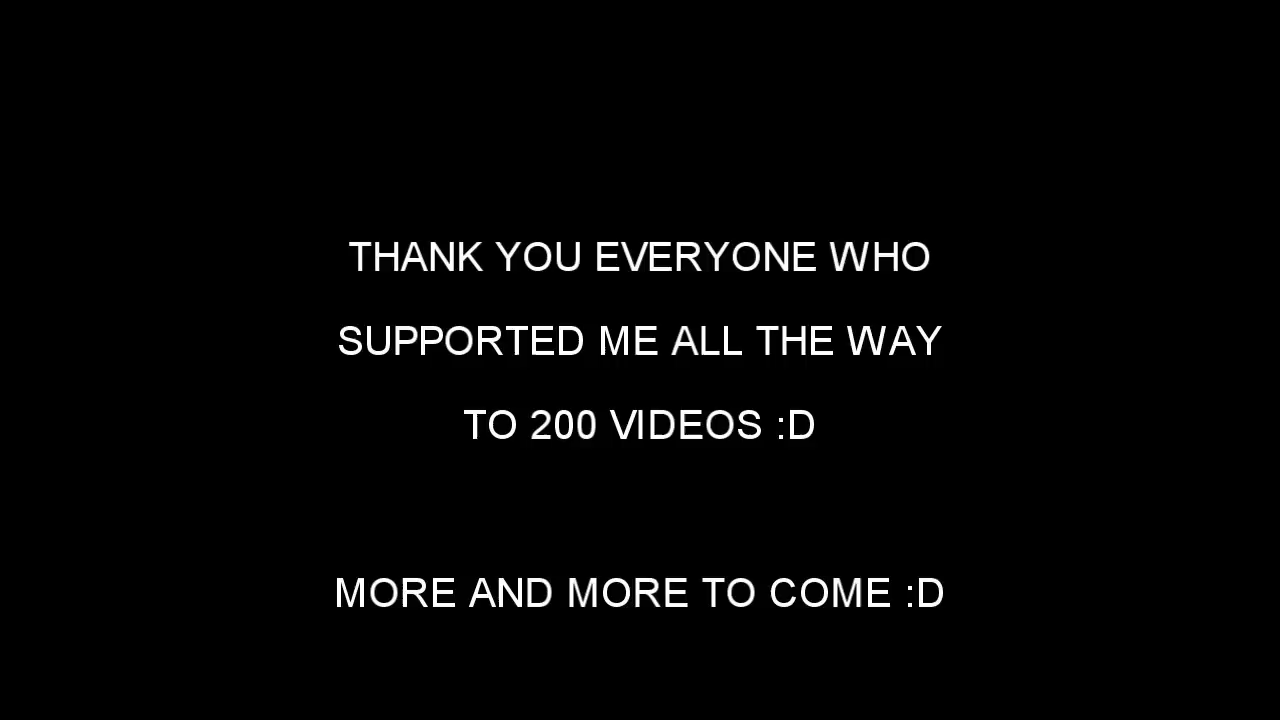 THANK YOU EVERYONE WHO
SUPPORTED ME ALL THE WAY
TO 200 VIDEOS :D
MORE AND MORE TO COME :D